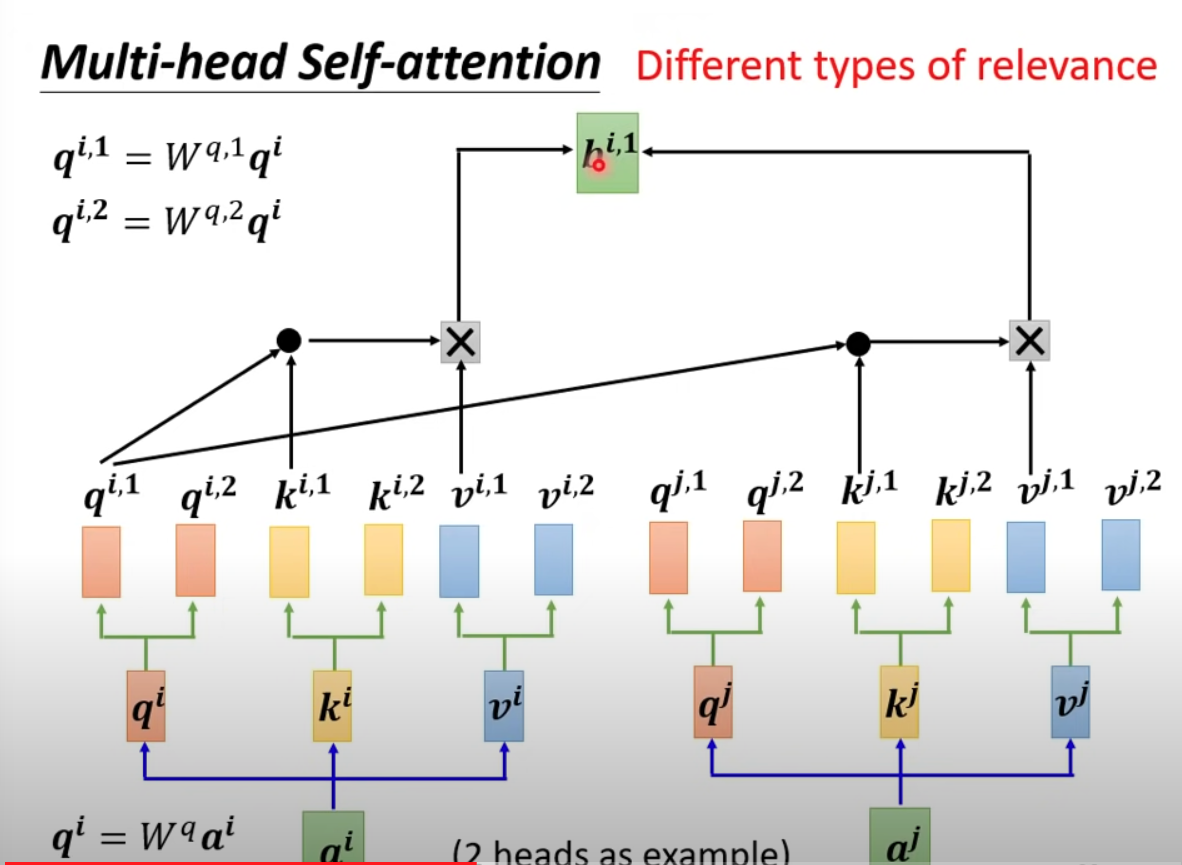 Multi-head Self-attention Different types of relevance
q^{i,1} = W^{q,1}q^i
q^{i,2} = W^{q,2}q^i
b^{i,1}
q^{i,1} q^{i,2} k^{i,1} k^{i,2} v^{i,1} v^{i,2} q^{j,1} q^{j,2} k^{j,1} k^{j,2} v^{j,1} v^{j,2}
q^i k^i v^i q^j k^j v^j
q^i = W^q a^i
a^i (2 heads as example) a^j